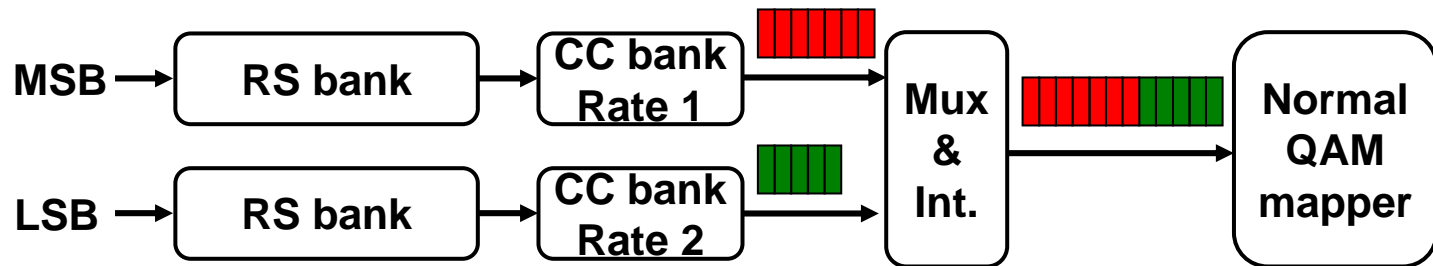 MSB
RS bank
CC bank
Rate 1
LSB
RS bank
CC bank
Rate 2
Mux
&
Int.
Normal
QAM
mapper